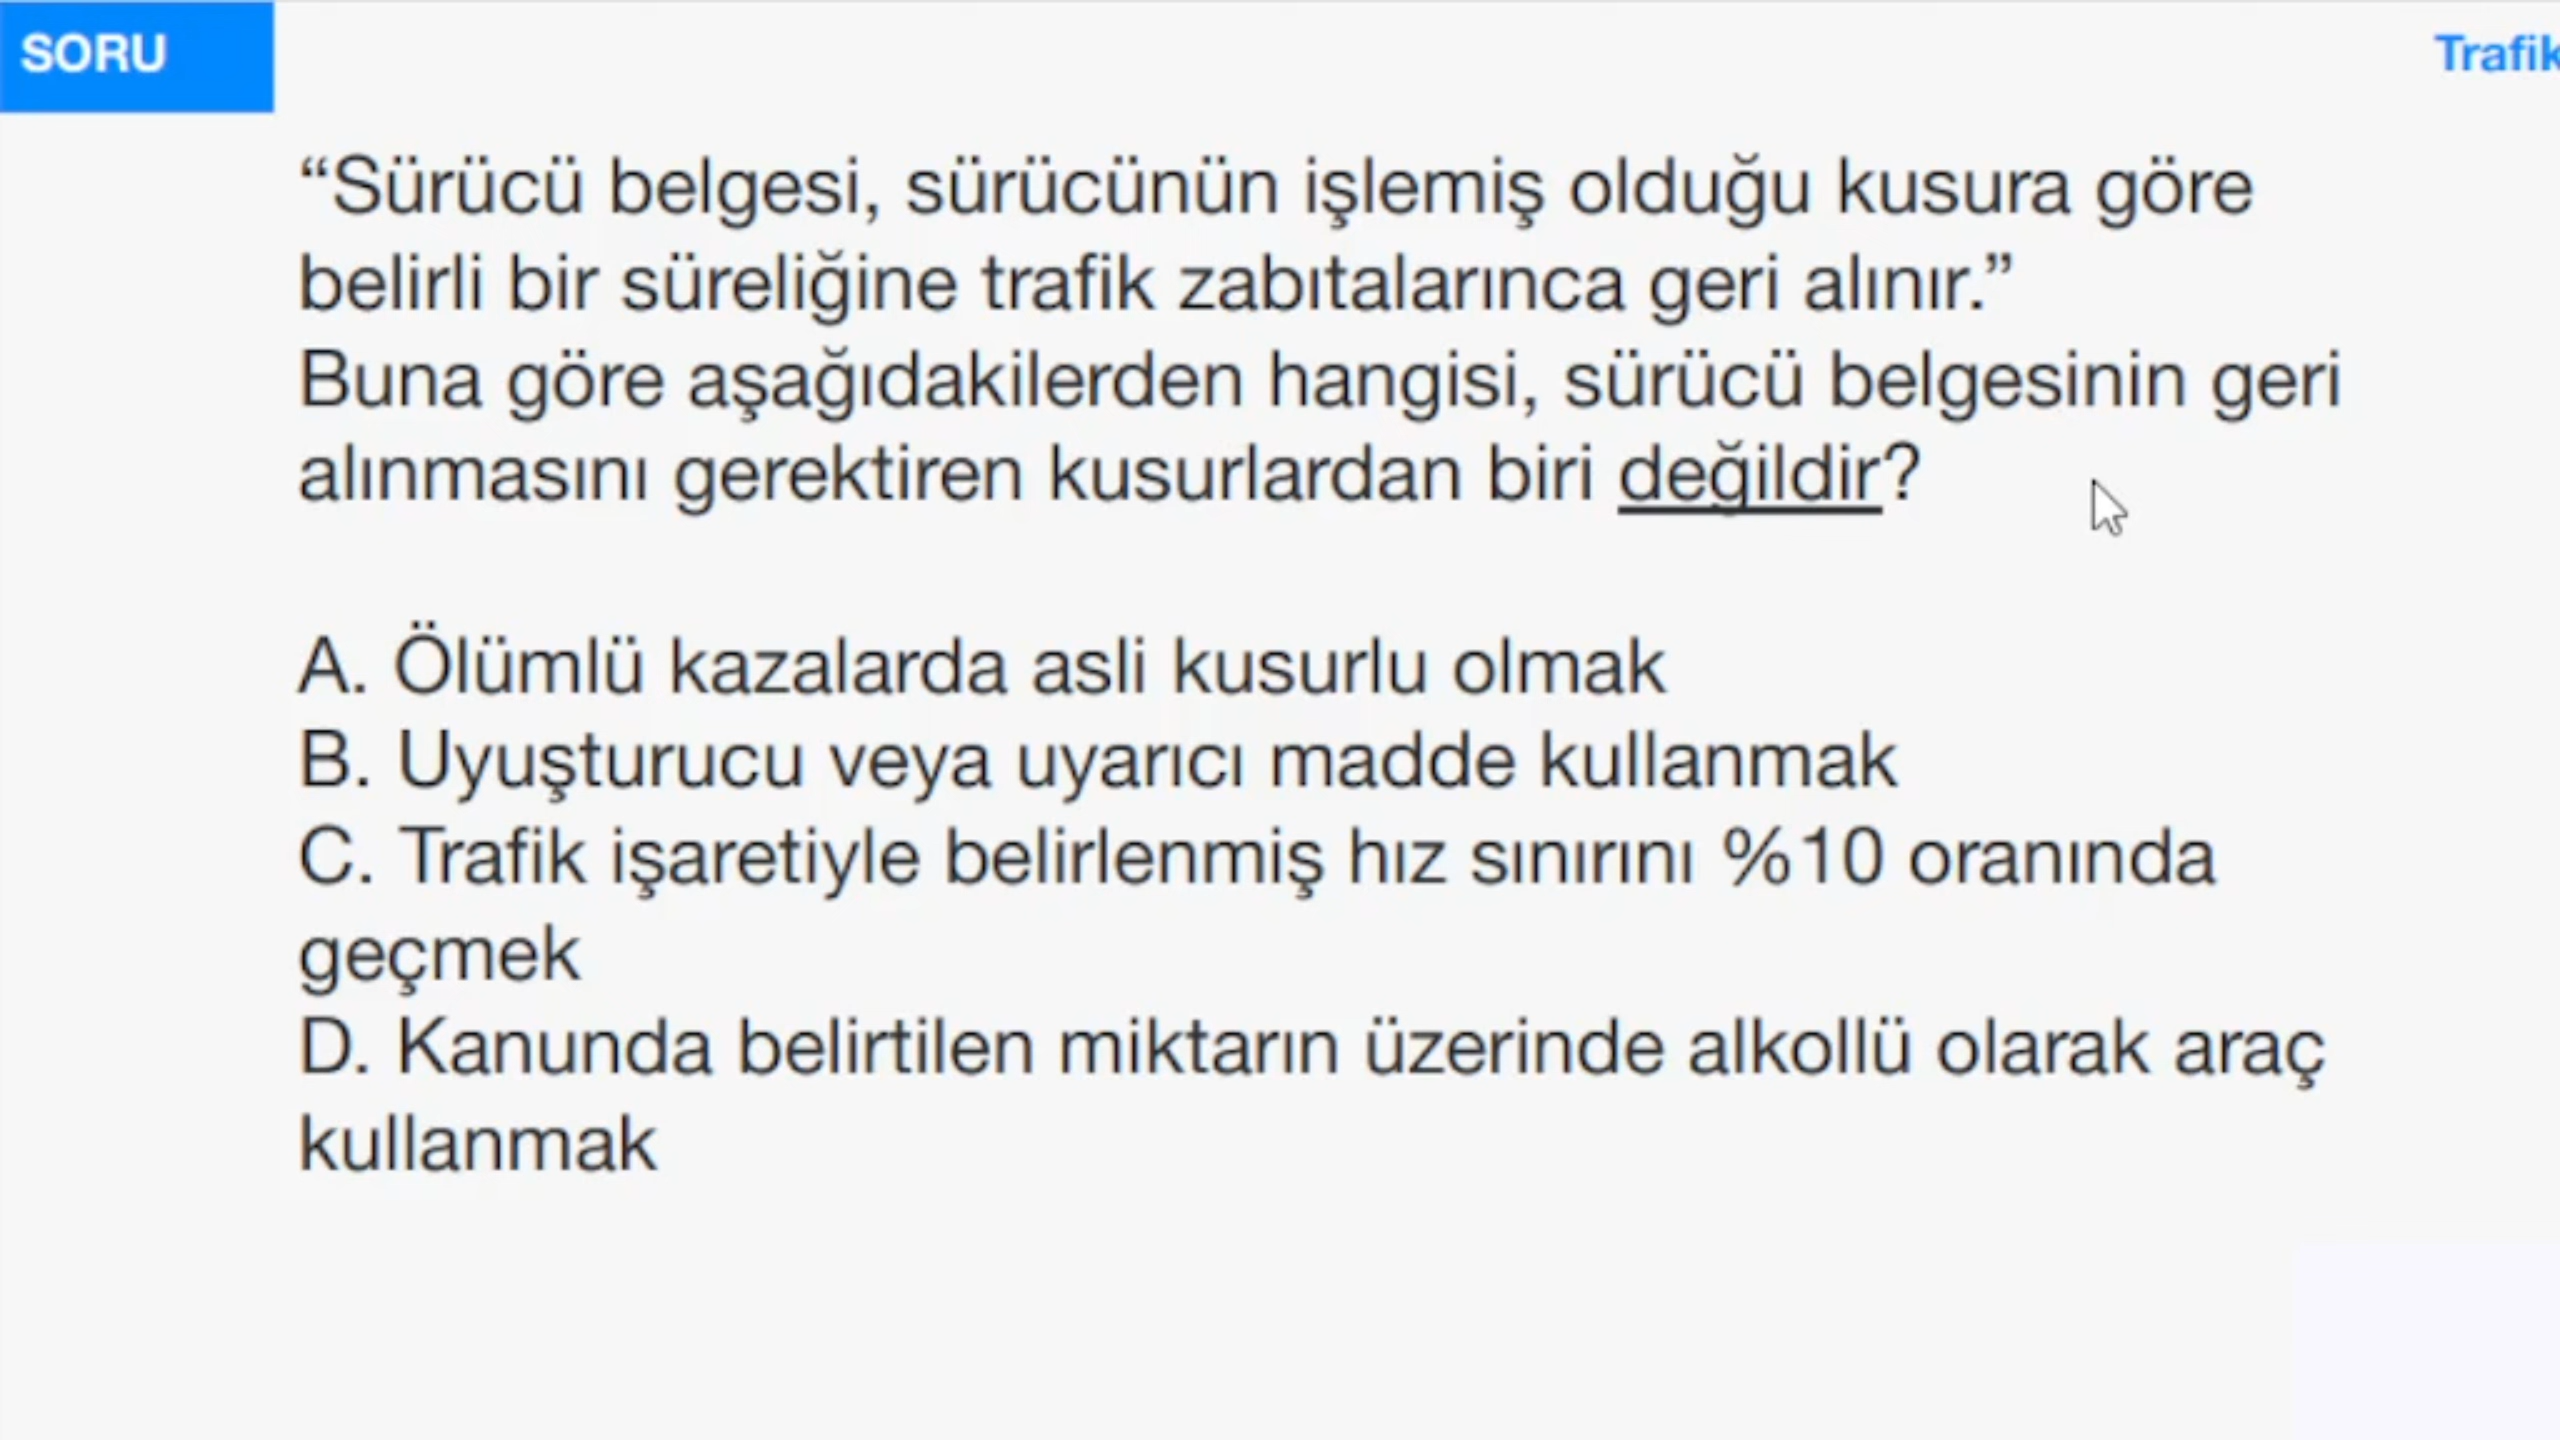 SORU
Trafik
“Sürücü belgesi, sürücünün işlemiş olduğu kusura göre
belirli bir süreliğine trafik zabıtalarınca geri alınır.”
Buna göre aşağıdakilerden hangisi, sürücü belgesinin geri
alınmasını gerektiren kusurlardan biri değildir?
A. Ölümlü kazalarda asli kusurlu olmak
B. Uyuşturucu veya uyarıcı madde kullanmak
C. Trafik işaretiyle belirlenmiş hız sınırını %10 oranında
geçmek
D. Kanunda belirtilen miktarın üzerinde alkollü olarak araç
kullanmak